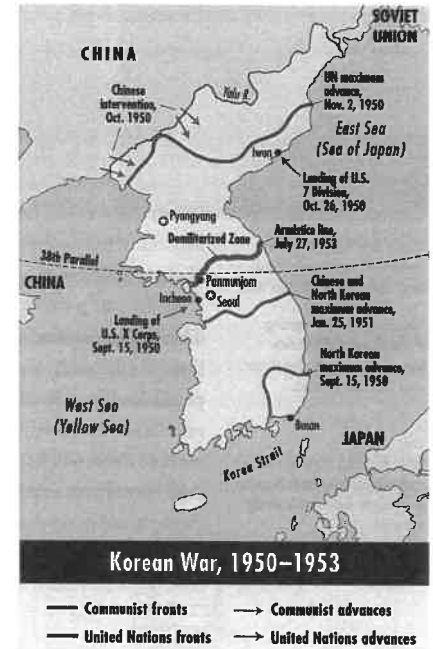 SOVIET
UNION
CHINA
Chinese
intervention,
Oct. 1950
Yalu R.
UN maximum
advance,
Nov. 2, 1950
East Sea
(Sea of Japan)
Iwon
Landing of U.S.
7 Division,
Oct. 26, 1950
Pyongyang
Demilitarized Zone
Armistice line,
July 27, 1953
38th Parallel
CHINA
Panmunjom
Incheon
Seoul
Chinese and
North Korean
maximum advance,
Jan. 25, 1951
Landing of
U.S. X Corps,
Sept. 15, 1950
North Korean
maximum advance,
Sept. 15, 1950
West Sea
(Yellow Sea)
Busan
JAPAN
Korea Strait
Korean War, 1950–1953
Communist fronts
Communist advances
United Nations fronts
United Nations advances